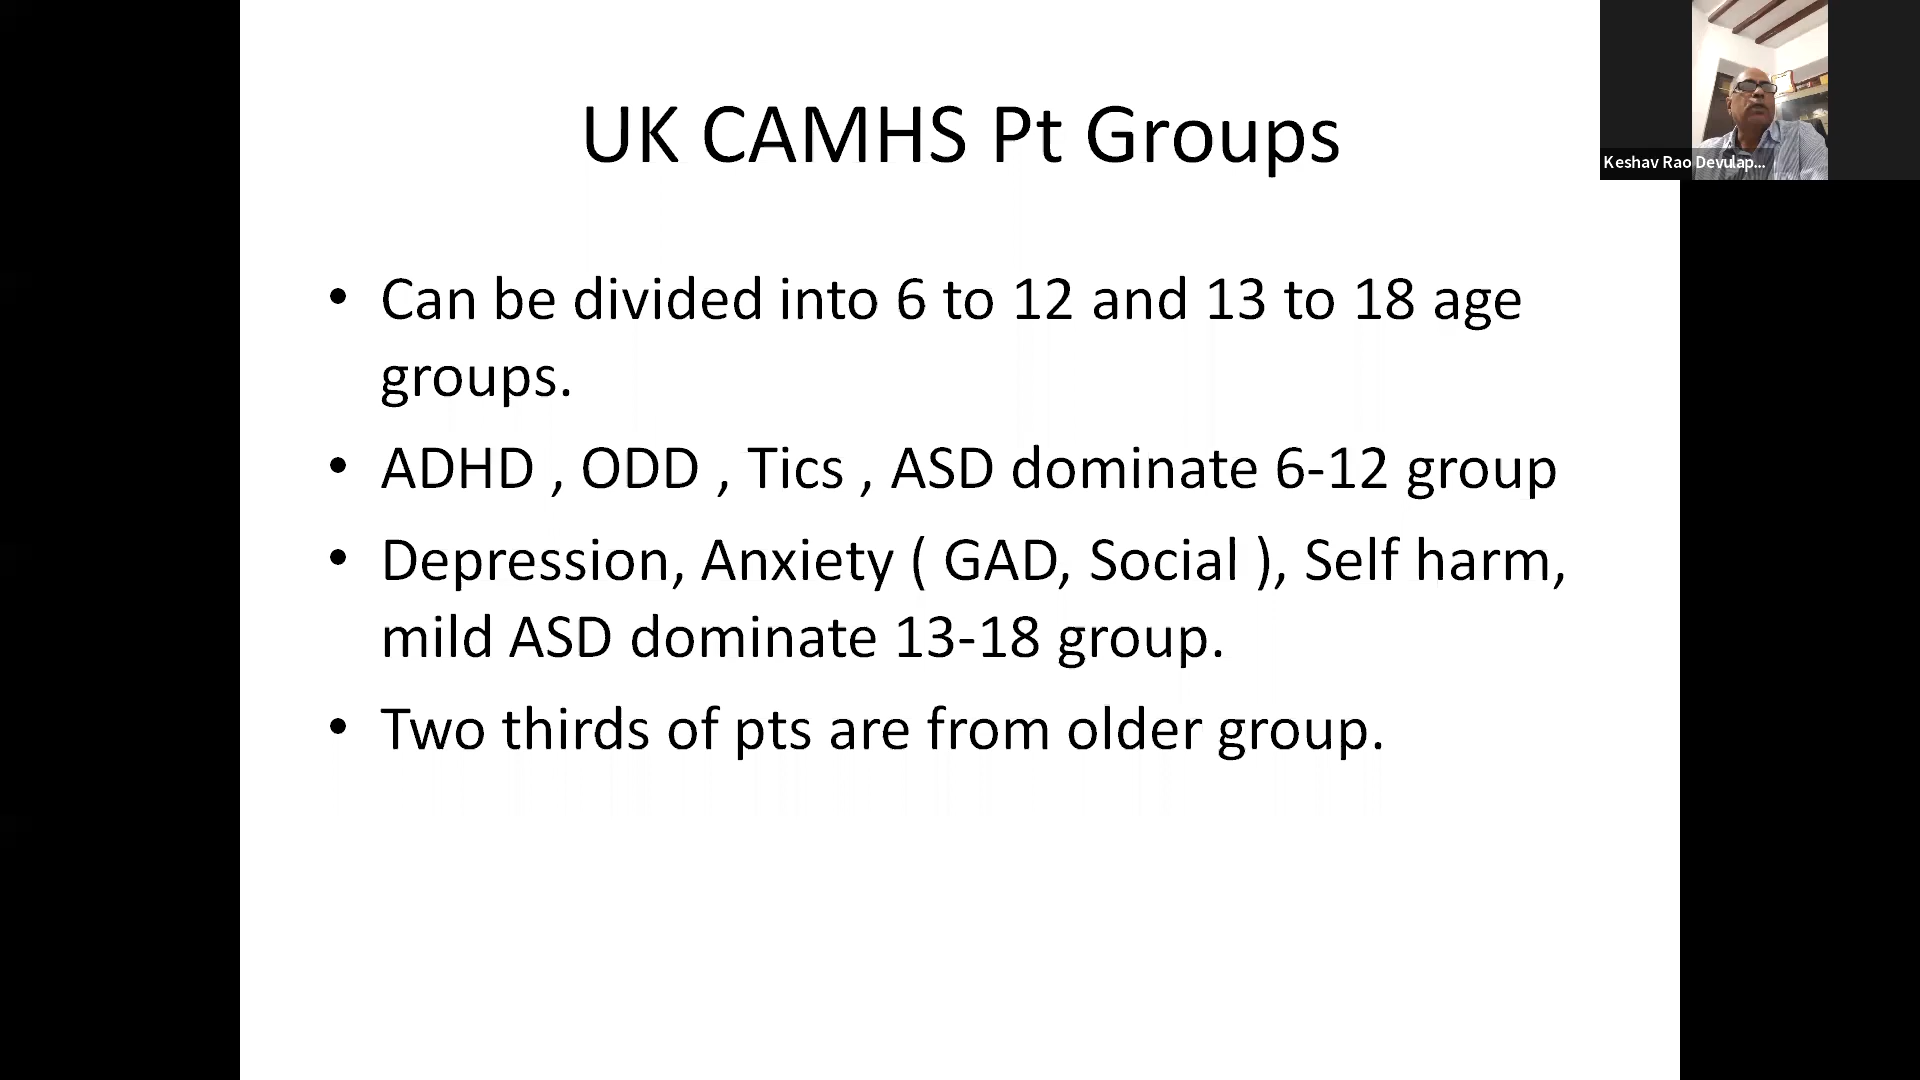 UK CAMHS Pt Groups
Keshav Rao Devulap...
• Can be divided into 6 to 12 and 13 to 18 age
groups.
• ADHD , ODD , Tics , ASD dominate 6-12 group
• Depression, Anxiety ( GAD, Social ), Self harm,
mild ASD dominate 13-18 group.
• Two thirds of pts are from older group.